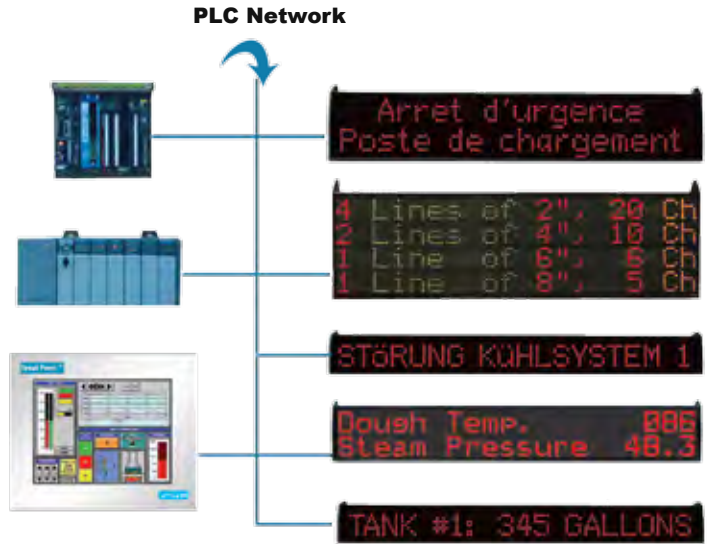 PLC Network
Arret d'urgence
Poste de chargement
4 Lines of 2", 20 Ch
2 Lines of 4", 10 Ch
1 Line of 6", 6 Ch
1 Line of 8", 5 Ch
STöRUNG KüHLSYSTEM 1
Dough Temp. 086
Steam Pressure 48.3
TANK #1: 345 GALLONS